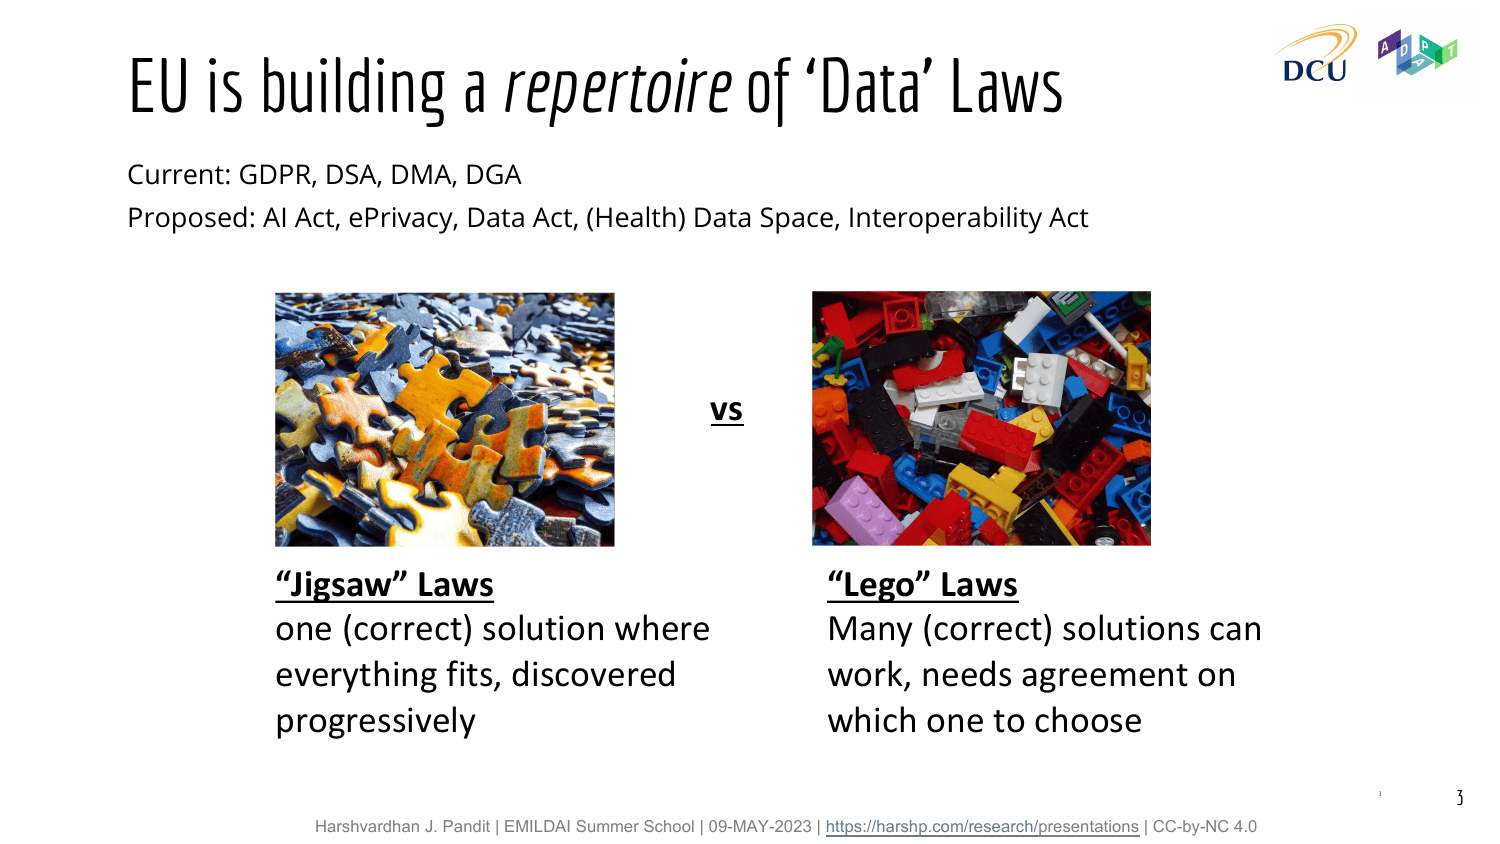 EU is building a repertoire of ‘Data’ Laws
DCU
ADAPT
Current: GDPR, DSA, DMA, DGA
Proposed: AI Act, ePrivacy, Data Act, (Health) Data Space, Interoperability Act
vs
“Jigsaw” Laws
one (correct) solution where
everything fits, discovered
progressively
“Lego” Laws
Many (correct) solutions can
work, needs agreement on
which one to choose
3
3
Harshvardhan J. Pandit | EMILDAI Summer School | 09-MAY-2023 | https://harshp.com/research/presentations | CC-by-NC 4.0